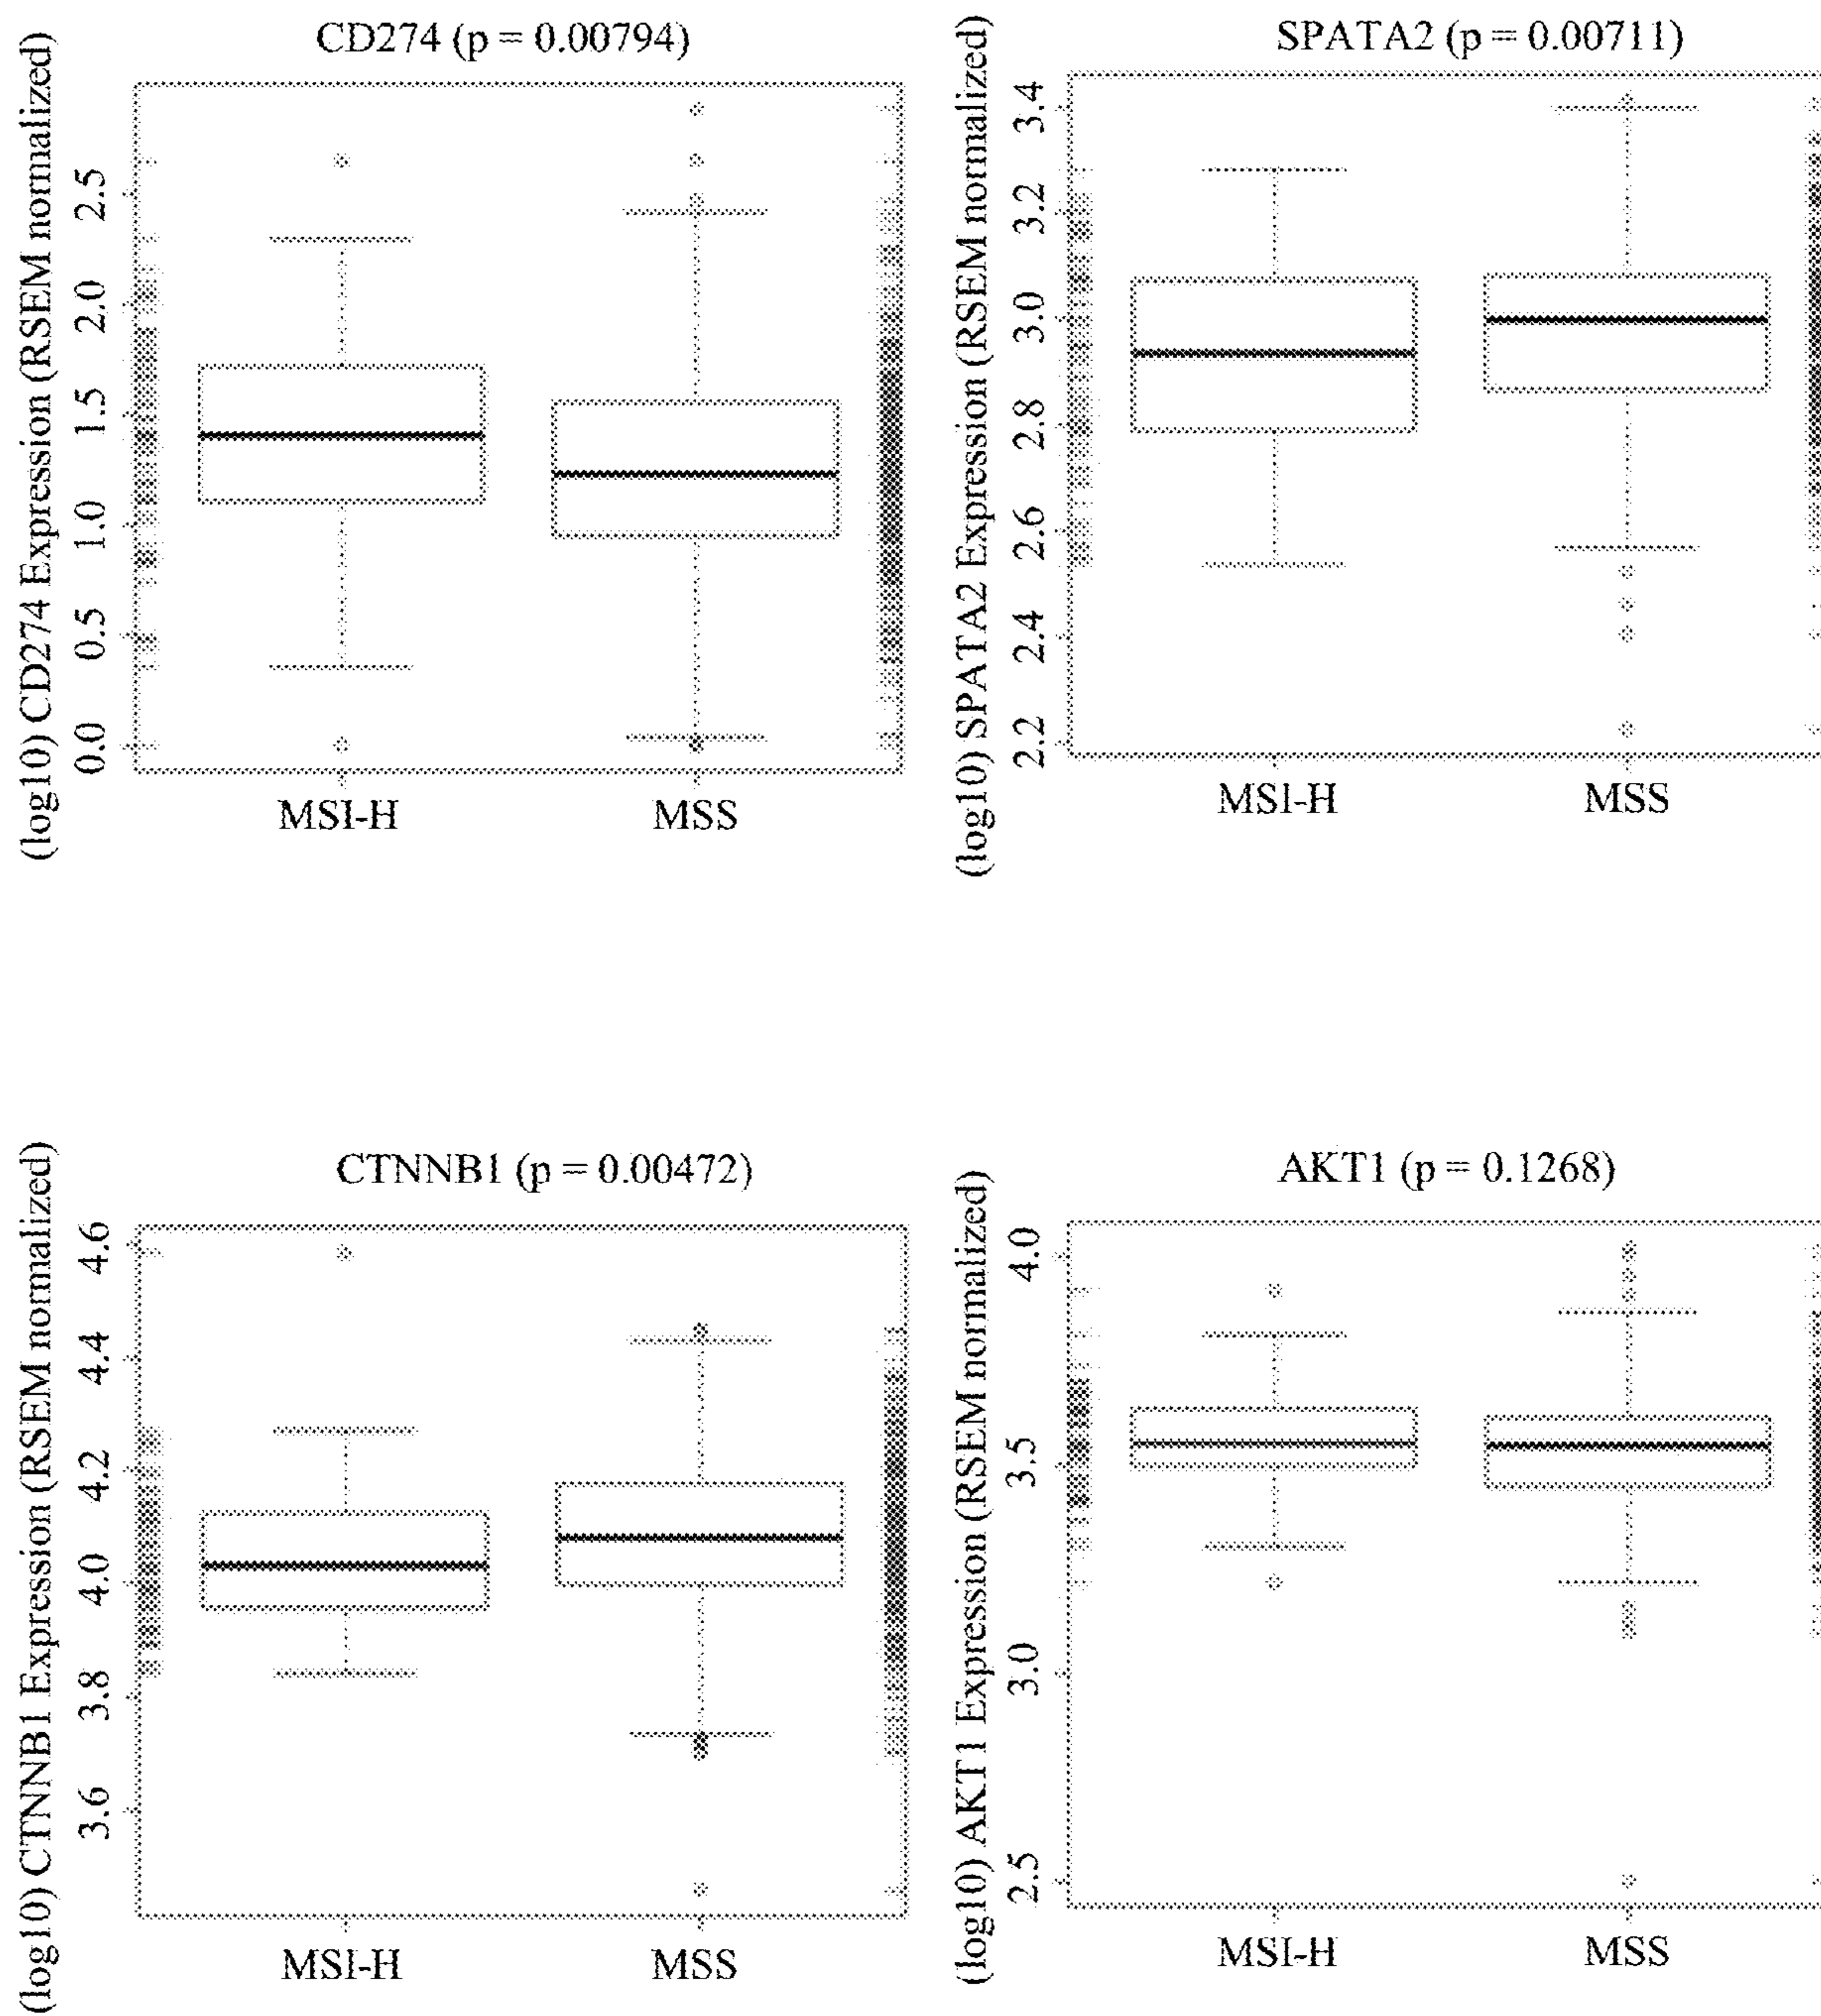 CD274 (p = 0.00794)
(log10) CD274 Expression (RSEM normalized)
2.5
2.0
1.5
1.0
0.5
0.0
MSI-H
MSS
SPATA2 (p = 0.00711)
(log10) SPATA2 Expression (RSEM normalized)
3.4
3.2
3.0
2.8
2.6
2.4
2.2
MSI-H
MSS
CTNNB1 (p = 0.00472)
(log10) CTNNB1 Expression (RSEM normalized)
4.6
4.4
4.2
4.0
3.8
3.6
MSI-H
MSS
AKT1 (p = 0.1268)
(log10) AKT1 Expression (RSEM normalized)
4.0
3.5
3.0
2.5
MSI-H
MSS